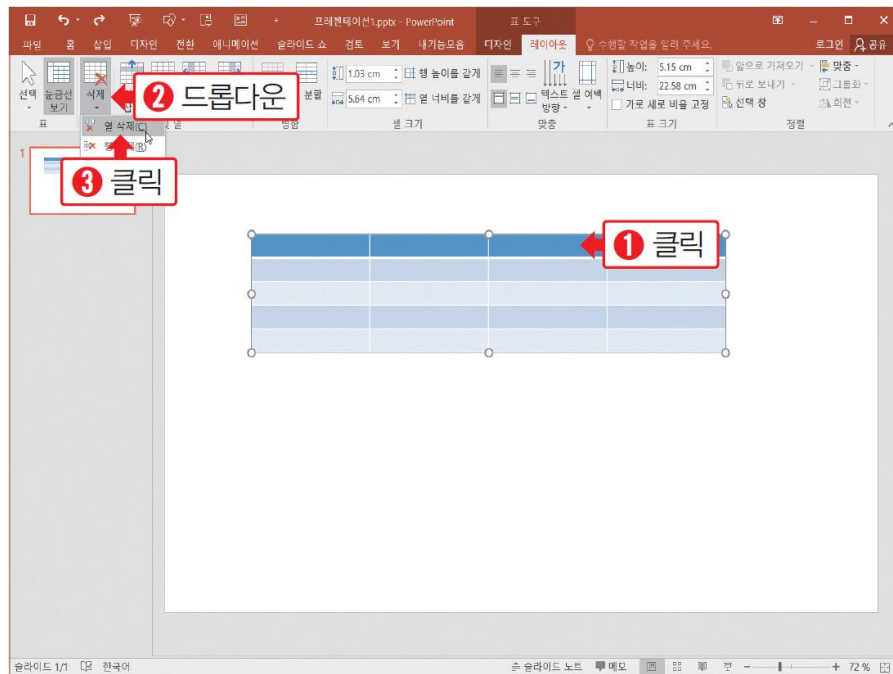 프레젠테이션1.pptx - PowerPoint
표 도구
파일 홈 삽입 디자인 전환 애니메이션 슬라이드 쇼 검토 보기 내기능모음 디자인 레이아웃 수행할 작업을 알려 주세요. 로그인 공유
선택 눈금선 보기 삭제
분할
1.03 cm 행 높이를 같게
5.64 cm 열 너비를 같게
텍스트 방향 셀 여백
높이: 5.15 cm
너비: 22.58 cm
가로 세로 비율 고정
앞으로 가져오기 맞춤
뒤로 보내기 그룹화
선택 창 회전
표 병합 셀 크기 맞춤 표 크기 정렬
열 삭제(C)
(R)
❷ 드롭다운
❸ 클릭
❶ 클릭
1
슬라이드 1/1 한국어 슬라이드 노트 메모 72 %